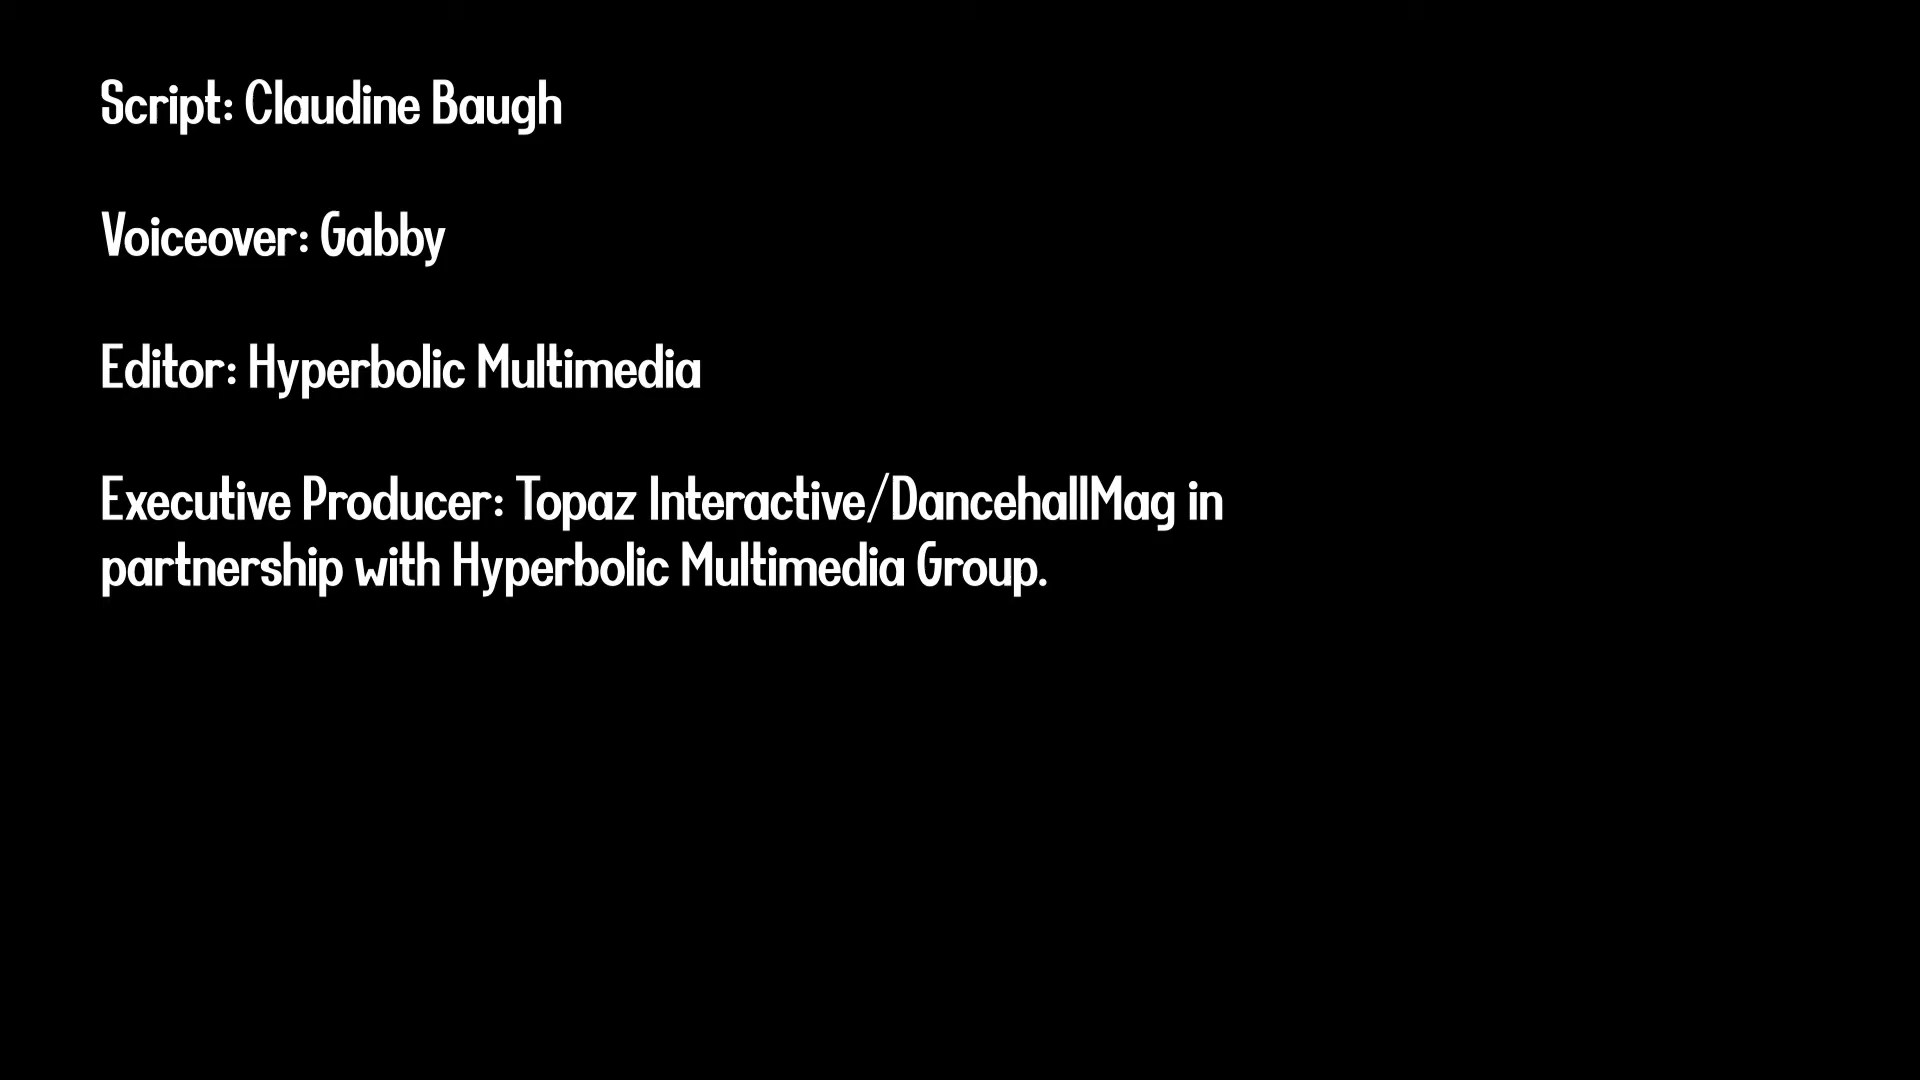 Script: Claudine Baugh
Voiceover: Gabby
Editor: Hyperbolic Multimedia
Executive Producer: Topaz Interactive/DancehallMag in
partnership with Hyperbolic Multimedia Group.